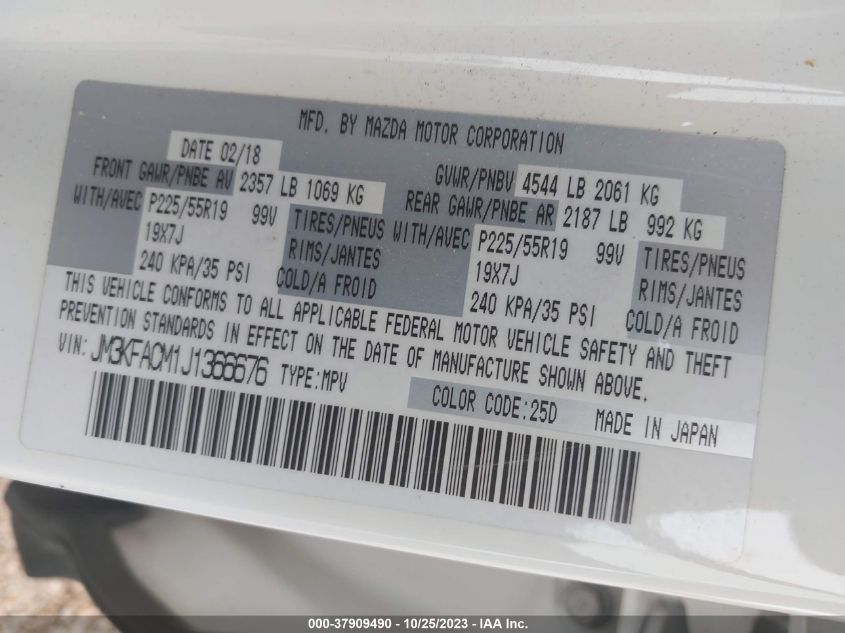 MFD. BY MAZDA MOTOR CORPORATION
DATE 02/18
GVWR/PNBV 4544 LB 2061 KG
FRONT GAWR/PNBE AV 2357 LB 1069 KG
REAR GAWR/PNBE AR 2187 LB 992 KG
WITH/AVEC P225/55R19 99V TIRES/PNEUS
19X7J RIMS/JANTES
240 KPA/35 PSI COLD/A FROID
WITH/AVEC P225/55R19 99V TIRES/PNEUS
19X7J RIMS/JANTES
240 KPA/35 PSI COLD/A FROID
THIS VEHICLE CONFORMS TO ALL APPLICABLE FEDERAL MOTOR VEHICLE SAFETY AND THEFT
PREVENTION STANDARDS IN EFFECT ON THE DATE OF MANUFACTURE SHOWN ABOVE.
VIN: JM3KFACM1J1366676 TYPE:MPV
COLOR CODE:25D MADE IN JAPAN
000-37909490 - 10/25/2023 - IAA Inc.